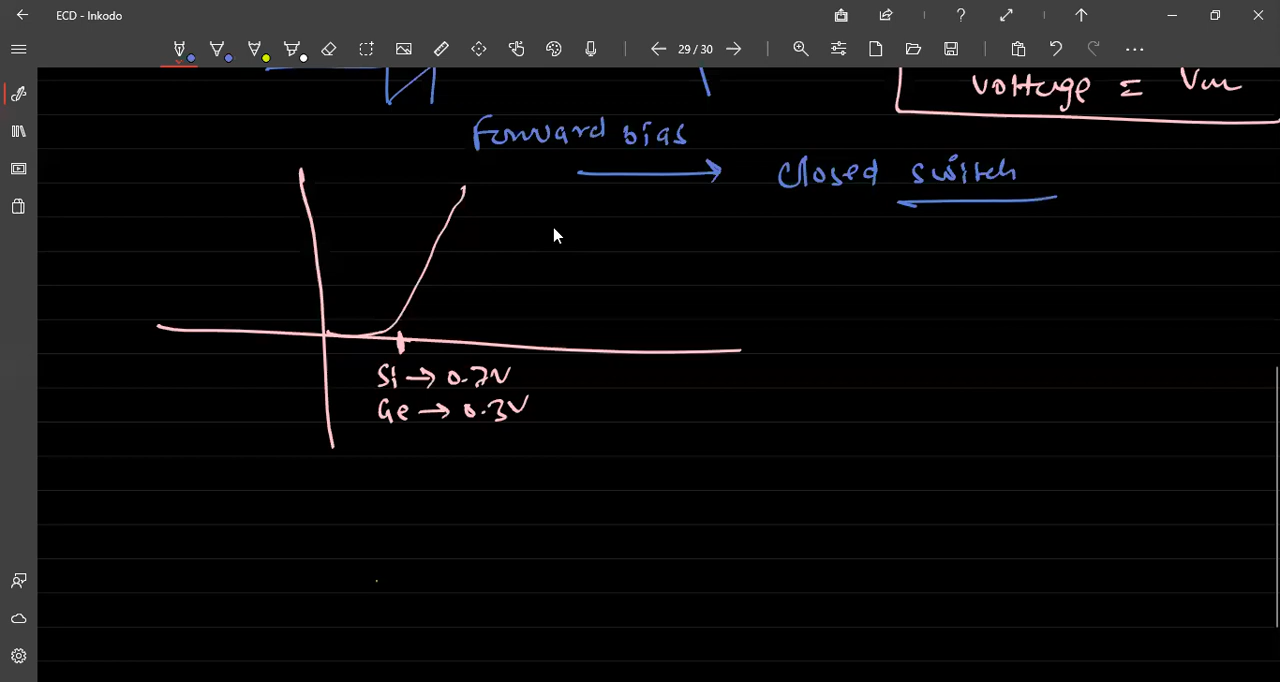 ECD - Inkodo
29 / 30
voltage = Vm
Forward bias
closed switch
Si → 0.7V
Ge → 0.3V